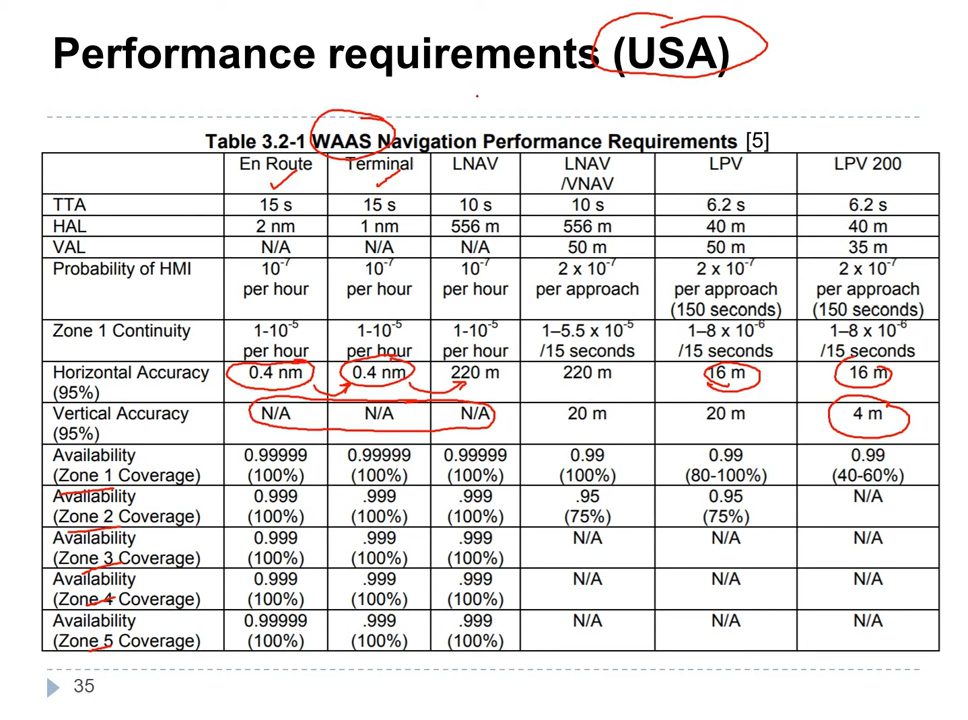 Performance requirements (USA)
Table 3.2-1 WAAS Navigation Performance Requirements [5]
En Route Terminal LNAV LNAV /VNAV LPV LPV 200
TTA 15 s 15 s 10 s 10 s 6.2 s 6.2 s
HAL 2 nm 1 nm 556 m 556 m 40 m 40 m
VAL N/A N/A N/A 50 m 50 m 35 m
Probability of HMI 10⁻⁷ 10⁻⁷ 10⁻⁷ 2 x 10⁻⁷ 2 x 10⁻⁷ 2 x 10⁻⁷
per hour per hour per hour per approach per approach per approach
(150 seconds) (150 seconds)
Zone 1 Continuity 1-10⁻⁵ 1-10⁻⁵ 1-10⁻⁵ 1–5.5 x 10⁻⁵ 1–8 x 10⁻⁶ 1–8 x 10⁻⁶
per hour per hour per hour /15 seconds /15 seconds /15 seconds
Horizontal Accuracy 0.4 nm 0.4 nm 220 m 220 m 16 m 16 m
(95%)
Vertical Accuracy N/A N/A N/A 20 m 20 m 4 m
(95%)
Availability 0.99999 0.99999 0.99999 0.99 0.99 0.99
(Zone 1 Coverage) (100%) (100%) (100%) (100%) (80-100%) (40-60%)
Availability 0.999 .999 .999 .95 0.95 N/A
(Zone 2 Coverage) (100%) (100%) (100%) (75%) (75%)
Availability 0.999 .999 .999 N/A N/A N/A
(Zone 3 Coverage) (100%) (100%) (100%)
Availability 0.999 .999 .999 N/A N/A N/A
(Zone 4 Coverage) (100%) (100%) (100%)
Availability 0.99999 .999 .999 N/A N/A N/A
(Zone 5 Coverage) (100%) (100%) (100%)
35